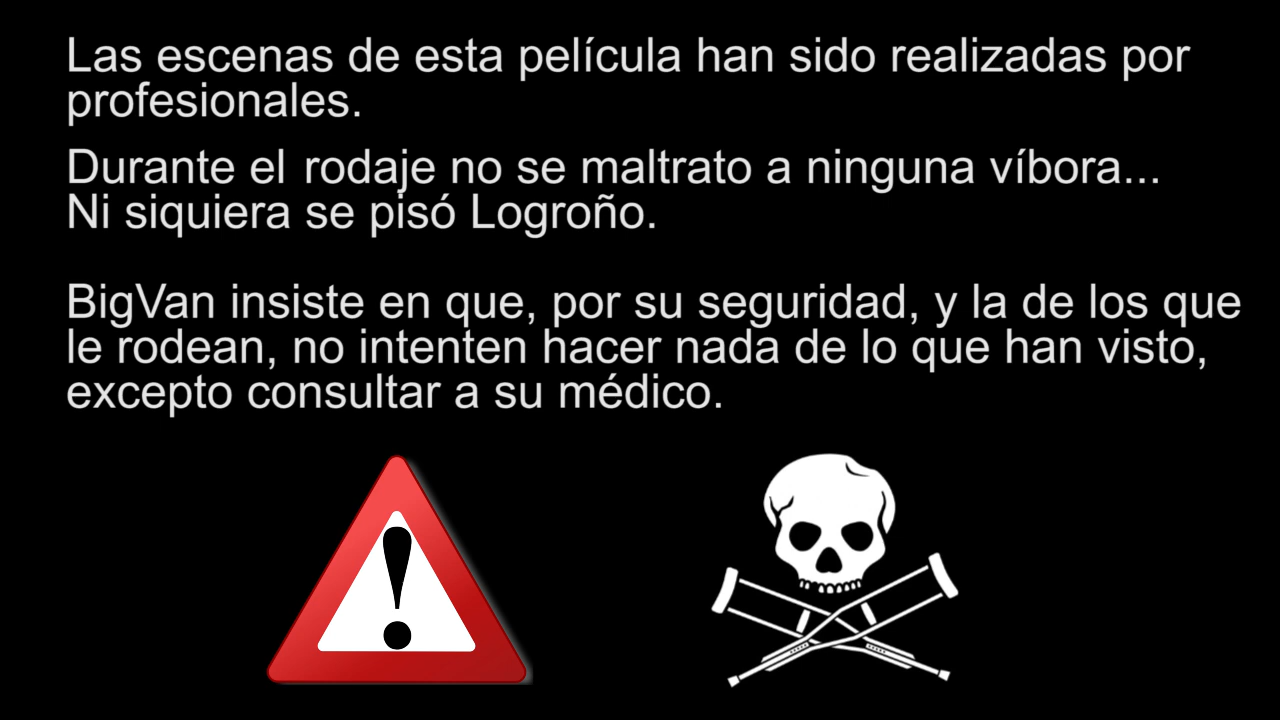 Las escenas de esta película han sido realizadas por
profesionales.
Durante el rodaje no se maltrato a ninguna víbora...
Ni siquiera se pisó Logroño.
BigVan insiste en que, por su seguridad, y la de los que
le rodean, no intenten hacer nada de lo que han visto,
excepto consultar a su médico.
!